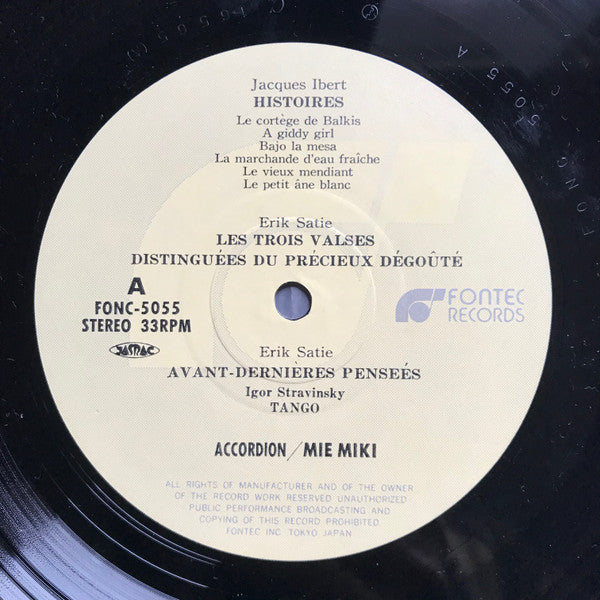 Jacques Ibert
HISTOIRES
Le cortège de Balkis
A giddy girl
Bajo la mesa
La marchande d'eau fraîche
Le vieux mendiant
Le petit âne blanc
Erik Satie
LES TROIS VALSES
DISTINGUÉES DU PRÉCIEUX DÉGOÛTÉ
A
FONC-5055
STEREO 33RPM
JASRAC
FONTEC
RECORDS
Erik Satie
AVANT-DERNIÈRES PENSEÉS
Igor Stravinsky
TANGO
ACCORDION/MIE MIKI
ALL RIGHTS OF MANUFACTURER AND OF THE OWNER
OF THE RECORD WORK RESERVED UNAUTHORIZED
PUBLIC PERFORMANCE BROADCASTING AND
COPYING OF THIS RECORD PROHIBITED
FONTEC INC TOKYO JAPAN